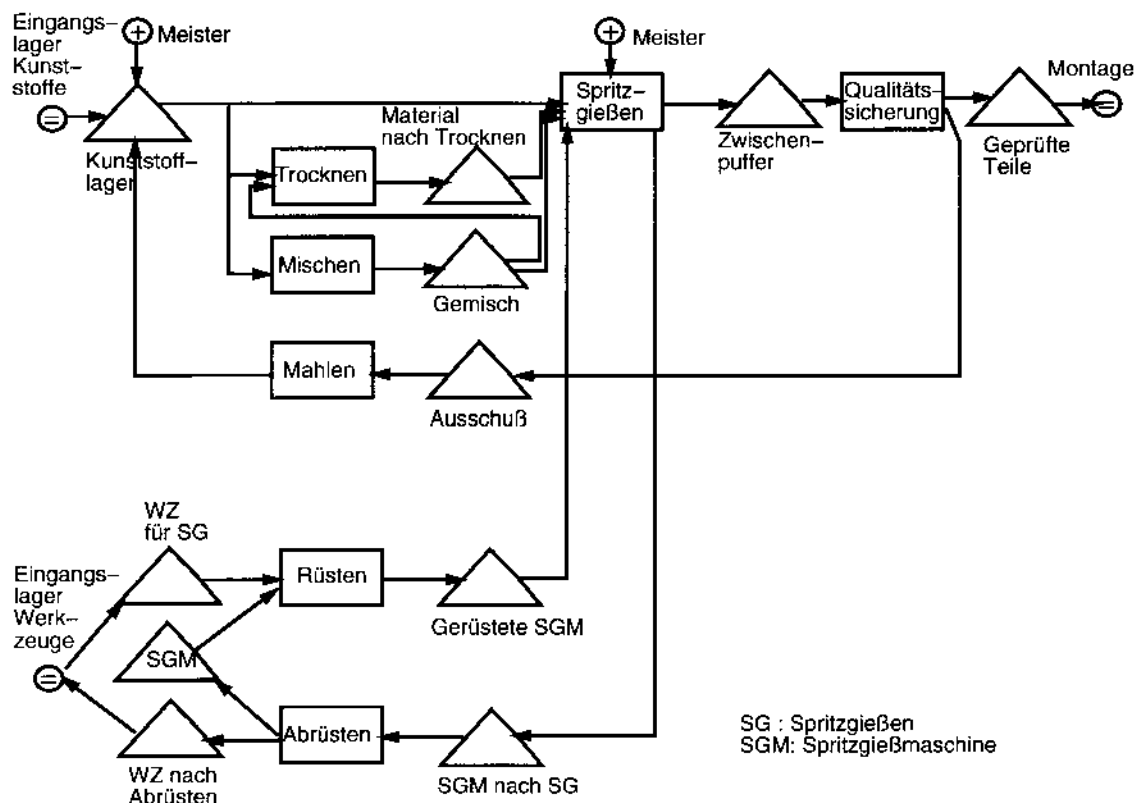 Eingangs–
lager
Kunst–
stoffe
Meister
Kunststoff–
lager
Material
nach Trocknen
Trocknen
Mischen
Gemisch
Mahlen
Ausschuß
Meister
Spritz–
gießen
Zwischen–
puffer
Qualitäts–
sicherung
Geprüfte
Teile
Montage
WZ
für SG
Eingangs–
lager
Werk–
zeuge
SGM
Rüsten
Gerüstete SGM
Abrüsten
WZ nach
Abrüsten
SGM nach SG
SG : Spritzgießen
SGM: Spritzgießmaschine